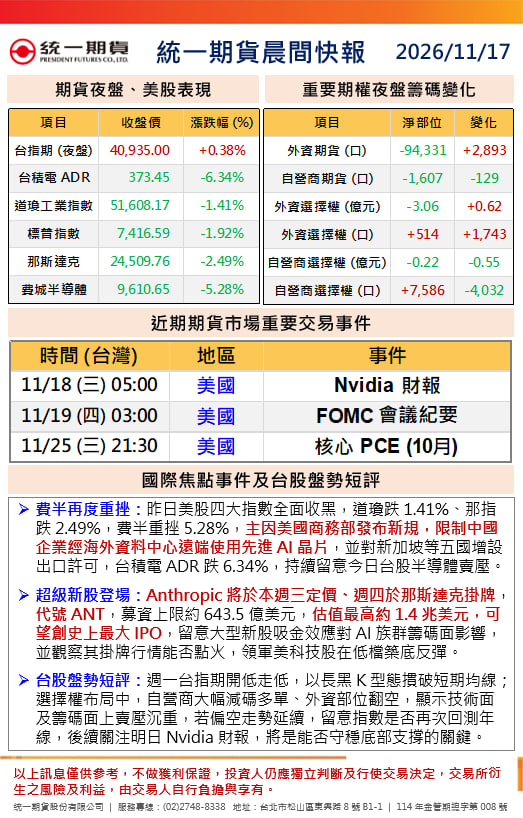 統一期貨
PRESIDENT FUTURES CO., LTD.
統一期貨晨間快報 2026/11/17
期貨夜盤、美股表現
項目 收盤價 漲跌幅 (%)
台指期 (夜盤) 40,935.00 +0.38%
台積電 ADR 373.45 -6.34%
道瓊工業指數 51,608.17 -1.41%
標普指數 7,416.59 -1.92%
那斯達克 24,509.76 -2.49%
費城半導體 9,610.65 -5.28%
重要期權夜盤籌碼變化
項目 淨部位 變化
外資期貨 (口) -94,331 +2,893
自營商期貨 (口) -1,607 -129
外資選擇權 (億元) -3.06 +0.62
外資選擇權 (口) +514 +1,743
自營商選擇權 (億元) -0.22 -0.55
自營商選擇權 (口) +7,586 -4,032
近期期貨市場重要交易事件
時間 (台灣) 地區 事件
11/18 (三) 05:00 美國 Nvidia 財報
11/19 (四) 03:00 美國 FOMC 會議紀要
11/25 (三) 21:30 美國 核心 PCE (10月)
國際焦點事件及台股盤勢短評
➢ 費半再度重挫：昨日美股四大指數全面收黑，道瓊跌 1.41%、那指
跌 2.49%，費半重挫 5.28%，主因美國商務部發布新規，限制中國
企業經海外資料中心遠端使用先進 AI 晶片，並對新加坡等五國增設
出口許可，台積電 ADR 跌 6.34%，持續留意今日台股半導體賣壓。
➢ 超級新股登場：Anthropic 將於本週三定價、週四於那斯達克掛牌，
代號 ANT，募資上限約 643.5 億美元，估值最高約 1.4 兆美元，可
望創史上最大 IPO，留意大型新股吸金效應對 AI 族群籌碼面影響，
並觀察其掛牌行情能否點火，領軍美科技股在低檔築底反彈。
➢ 台股盤勢短評：週一台指期開低走低，以長黑 K 型態摜破短期均線；
選擇權布局中，自營商大幅減碼多單、外資部位翻空，顯示技術面
及籌碼面上賣壓沉重，若偏空走勢延續，留意指數是否再次回測年
線，後續關注明日 Nvidia 財報，將是能否守穩底部支撐的關鍵。
以上訊息僅供參考，不做獲利保證，投資人仍應獨立判斷及行使交易決定，交易所衍
生之風險及利益，由交易人自行負擔與享有。
統一期貨股份有限公司 | 服務專線：(02)2748-8338 地址：台北市松山區東興路 8 號 B1-1 | 114 年金管期總字第 008 號